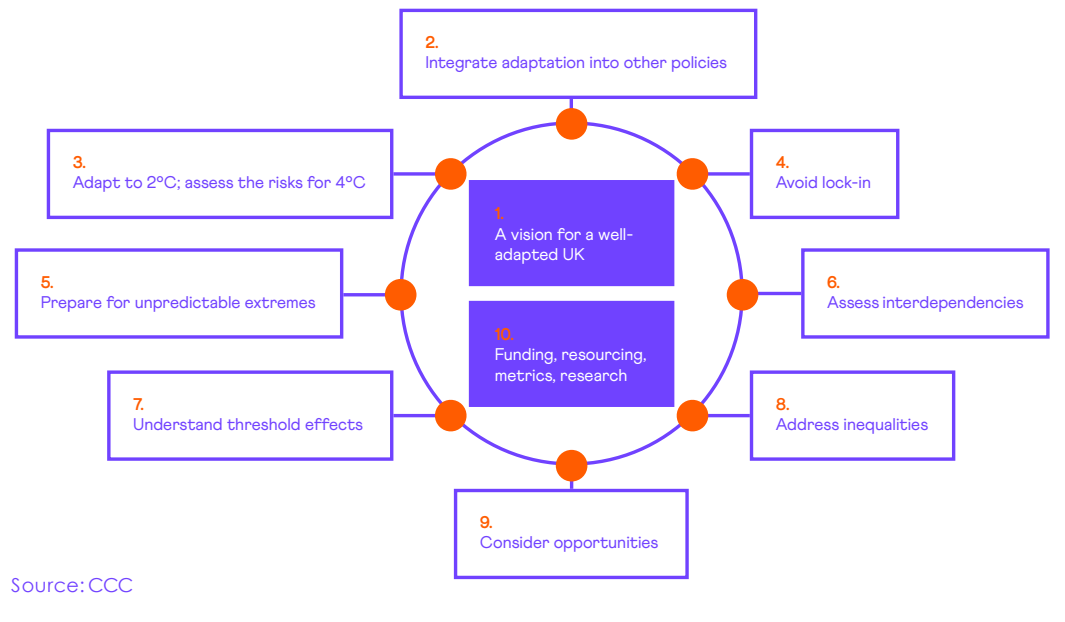 2.
Integrate adaptation into other policies
3.
Adapt to 2°C; assess the risks for 4°C
4.
Avoid lock-in
1.
A vision for a well-
adapted UK
5.
Prepare for unpredictable extremes
6.
Assess interdependencies
10.
Funding, resourcing,
metrics, research
7.
Understand threshold effects
8.
Address inequalities
9.
Consider opportunities
Source: CCC